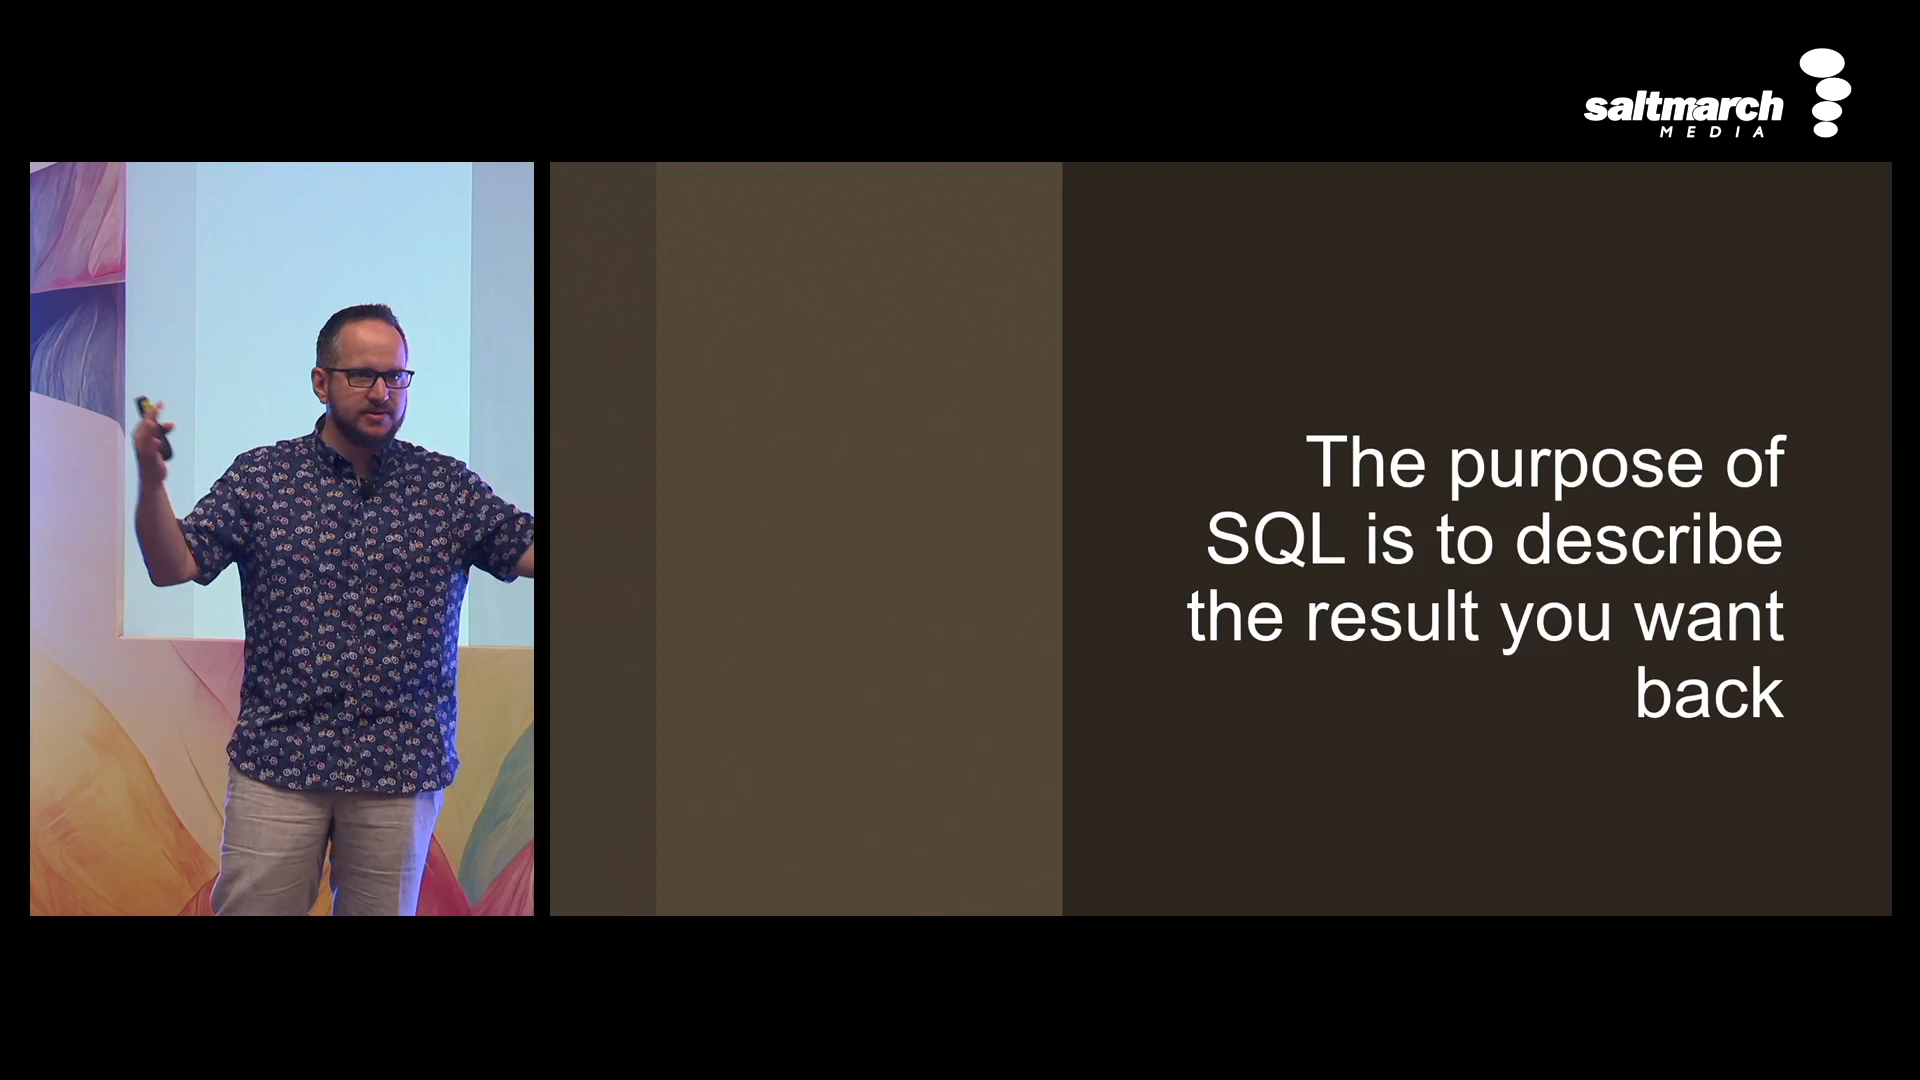 saltmarch
MEDIA
The purpose of
SQL is to describe
the result you want
back